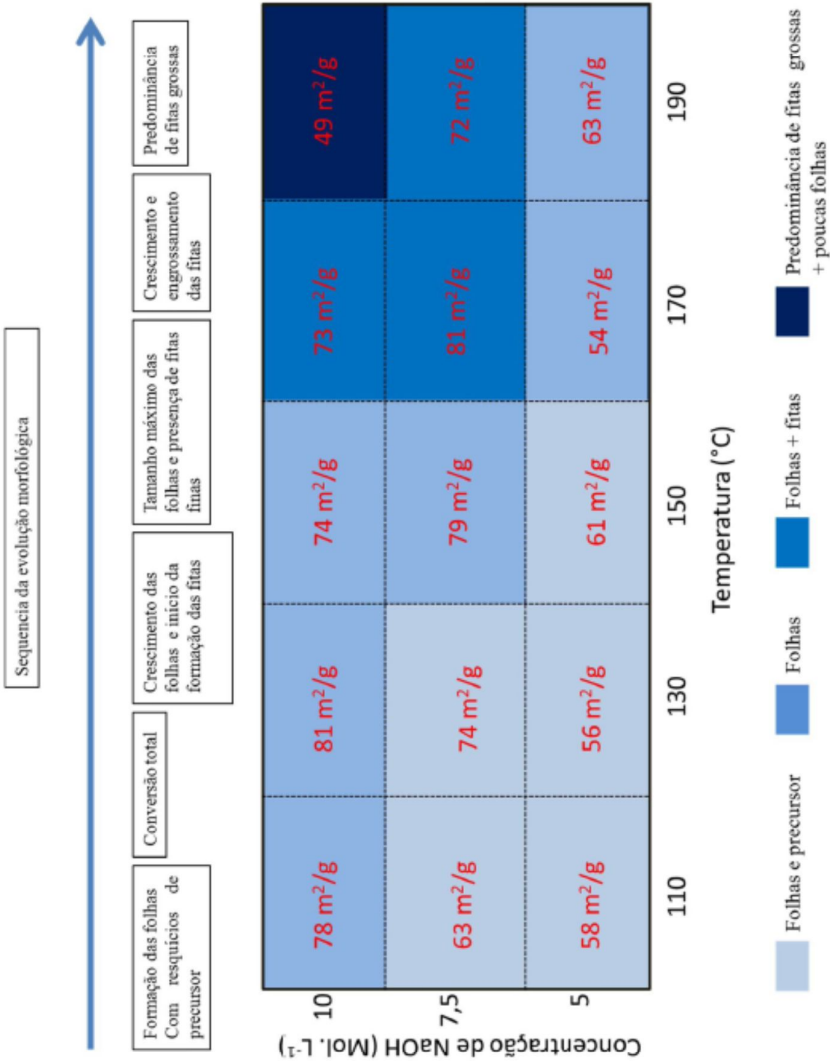 Sequencia da evolução morfológica
Formação das folhas
Com resquícios de
precursor
Conversão total
Crescimento das
folhas e início da
formação das fitas
Tamanho máximo das
folhas e presença de fitas
finas
Crescimento e
engrossamento
das fitas
Predominância
de fitas grossas
Concentração de NaOH (Mol. L⁻¹)
10
78 m²/g
81 m²/g
74 m²/g
73 m²/g
49 m²/g
7,5
63 m²/g
74 m²/g
79 m²/g
81 m²/g
72 m²/g
5
58 m²/g
56 m²/g
61 m²/g
54 m²/g
63 m²/g
110
130
150
170
190
Temperatura (°C)
Folhas e precursor
Folhas
Folhas + fitas
Predominância de fitas grossas
+ poucas folhas